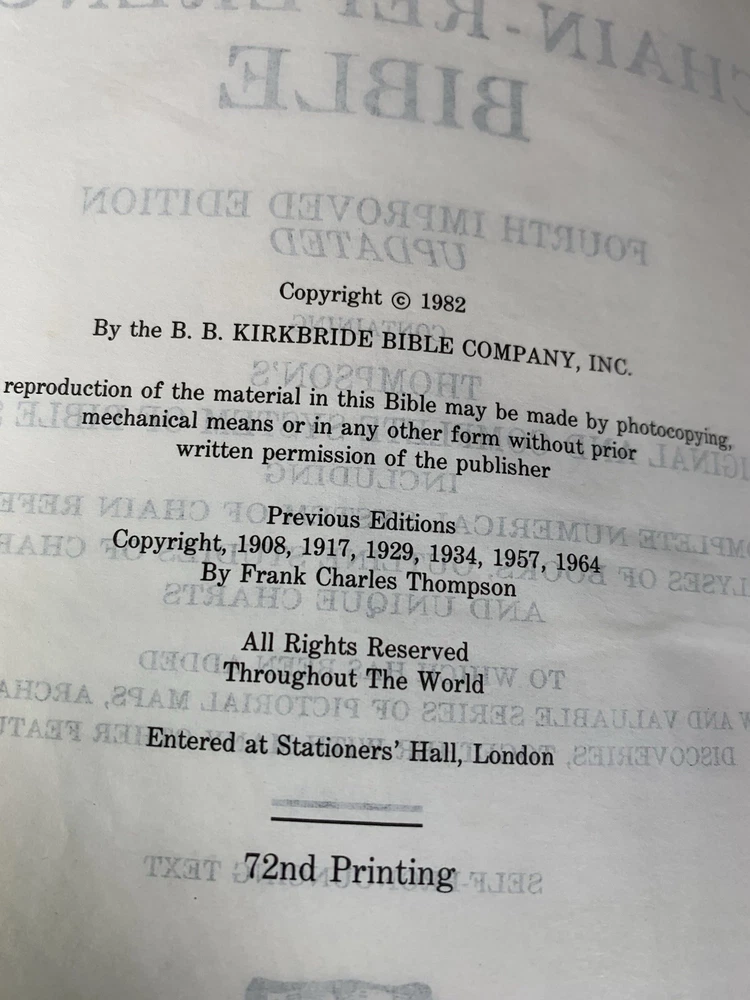 Copyright © 1982
By the B. B. KIRKBRIDE BIBLE COMPANY, INC.
reproduction of the material in this Bible may be made by photocopying,
mechanical means or in any other form without prior
written permission of the publisher
Previous Editions
Copyright, 1908, 1917, 1929, 1934, 1957, 1964
By Frank Charles Thompson
All Rights Reserved
Throughout The World
Entered at Stationers' Hall, London
72nd Printing